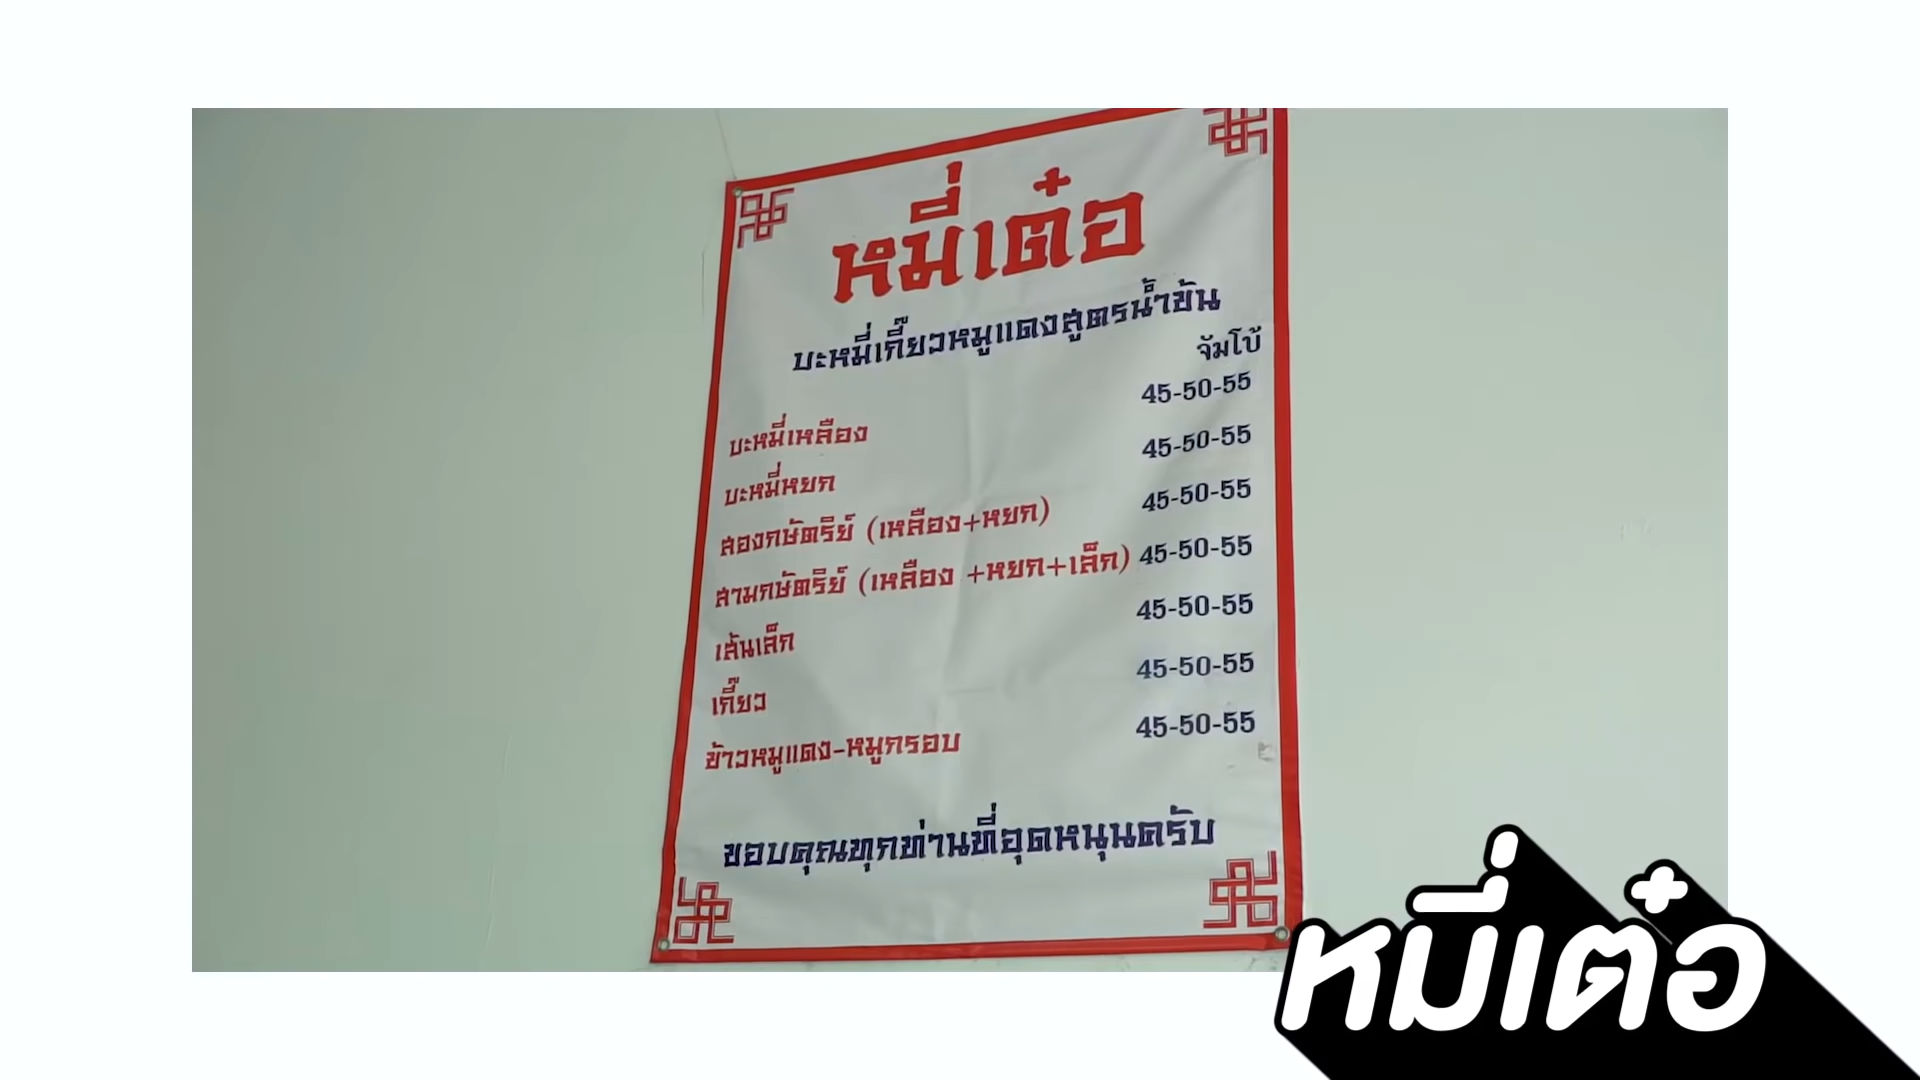 หมี่เต๋อ
บะหมี่เกี๊ยวหมูแดงสูตรน้ำข้น
จัมโบ้
45-50-55
บะหมี่เหลือง 45-50-55
บะหมี่หยก 45-50-55
สองกษัตริย์ (เหลือง+หยก) 45-50-55
สามกษัตริย์ (เหลือง +หยก+เล็ก) 45-50-55
เส้นเล็ก 45-50-55
เกี๊ยว 45-50-55
ข้าวหมูแดง-หมูกรอบ
ขอบคุณทุกท่านที่อุดหนุนครับ
หมี่เต๋อ